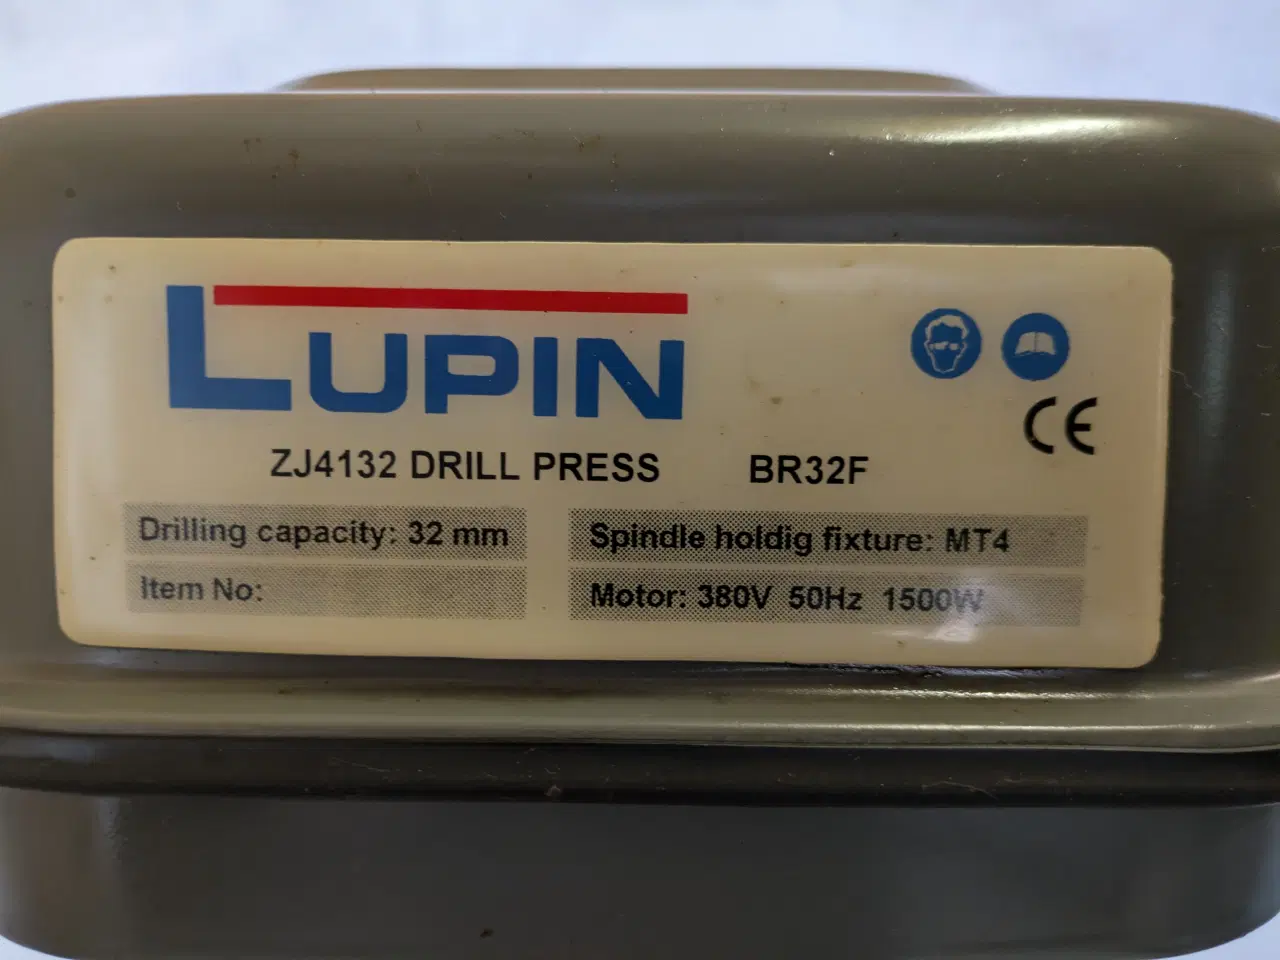 LUPIN
ZJ4132 DRILL PRESS BR32F
CE
Drilling capacity: 32 mm
Spindle holdig fixture: MT4
Item No:
Motor: 380V 50Hz 1500W